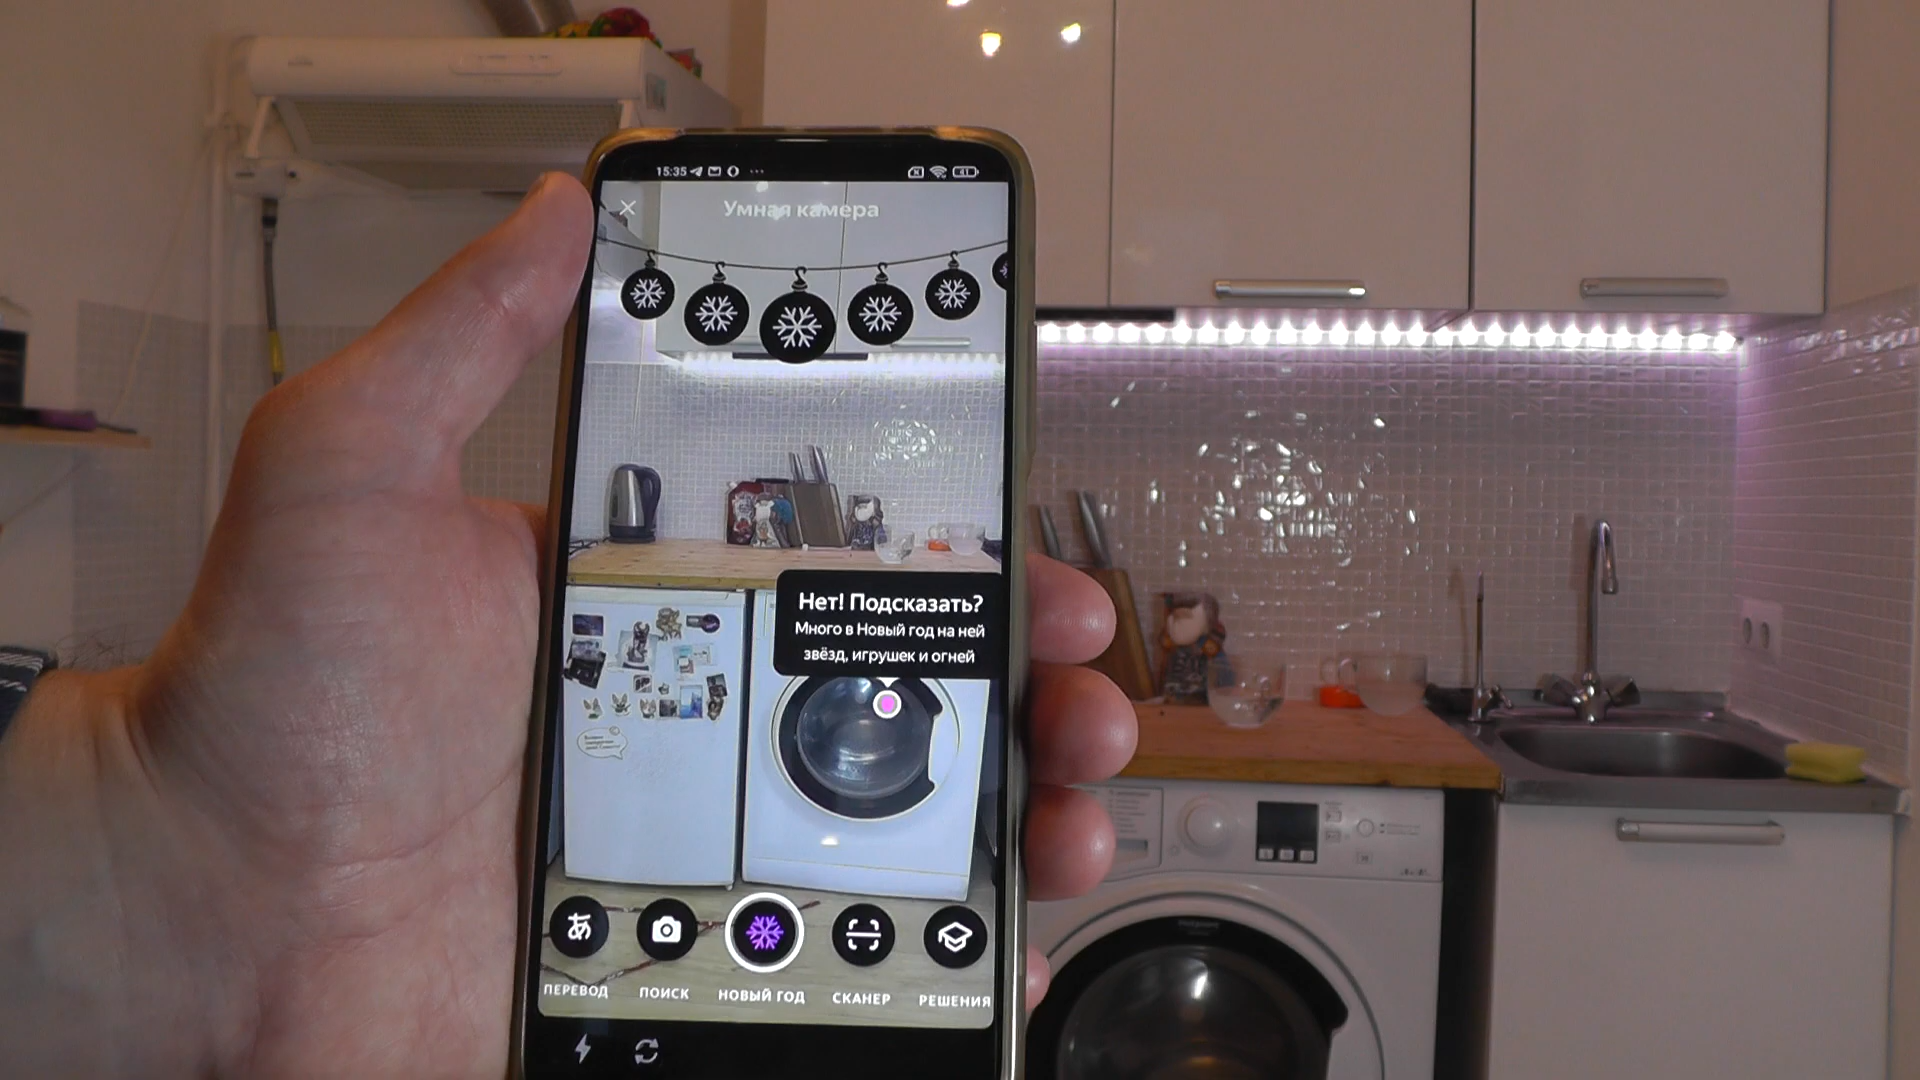 15:35
Умная камера
Нет! Подсказать?
Много в Новый год на ней
звёзд, игрушек и огней
あ
ПЕРЕВОД
ПОИСК
НОВЫЙ ГОД
СКАНЕР
РЕШЕНИЯ